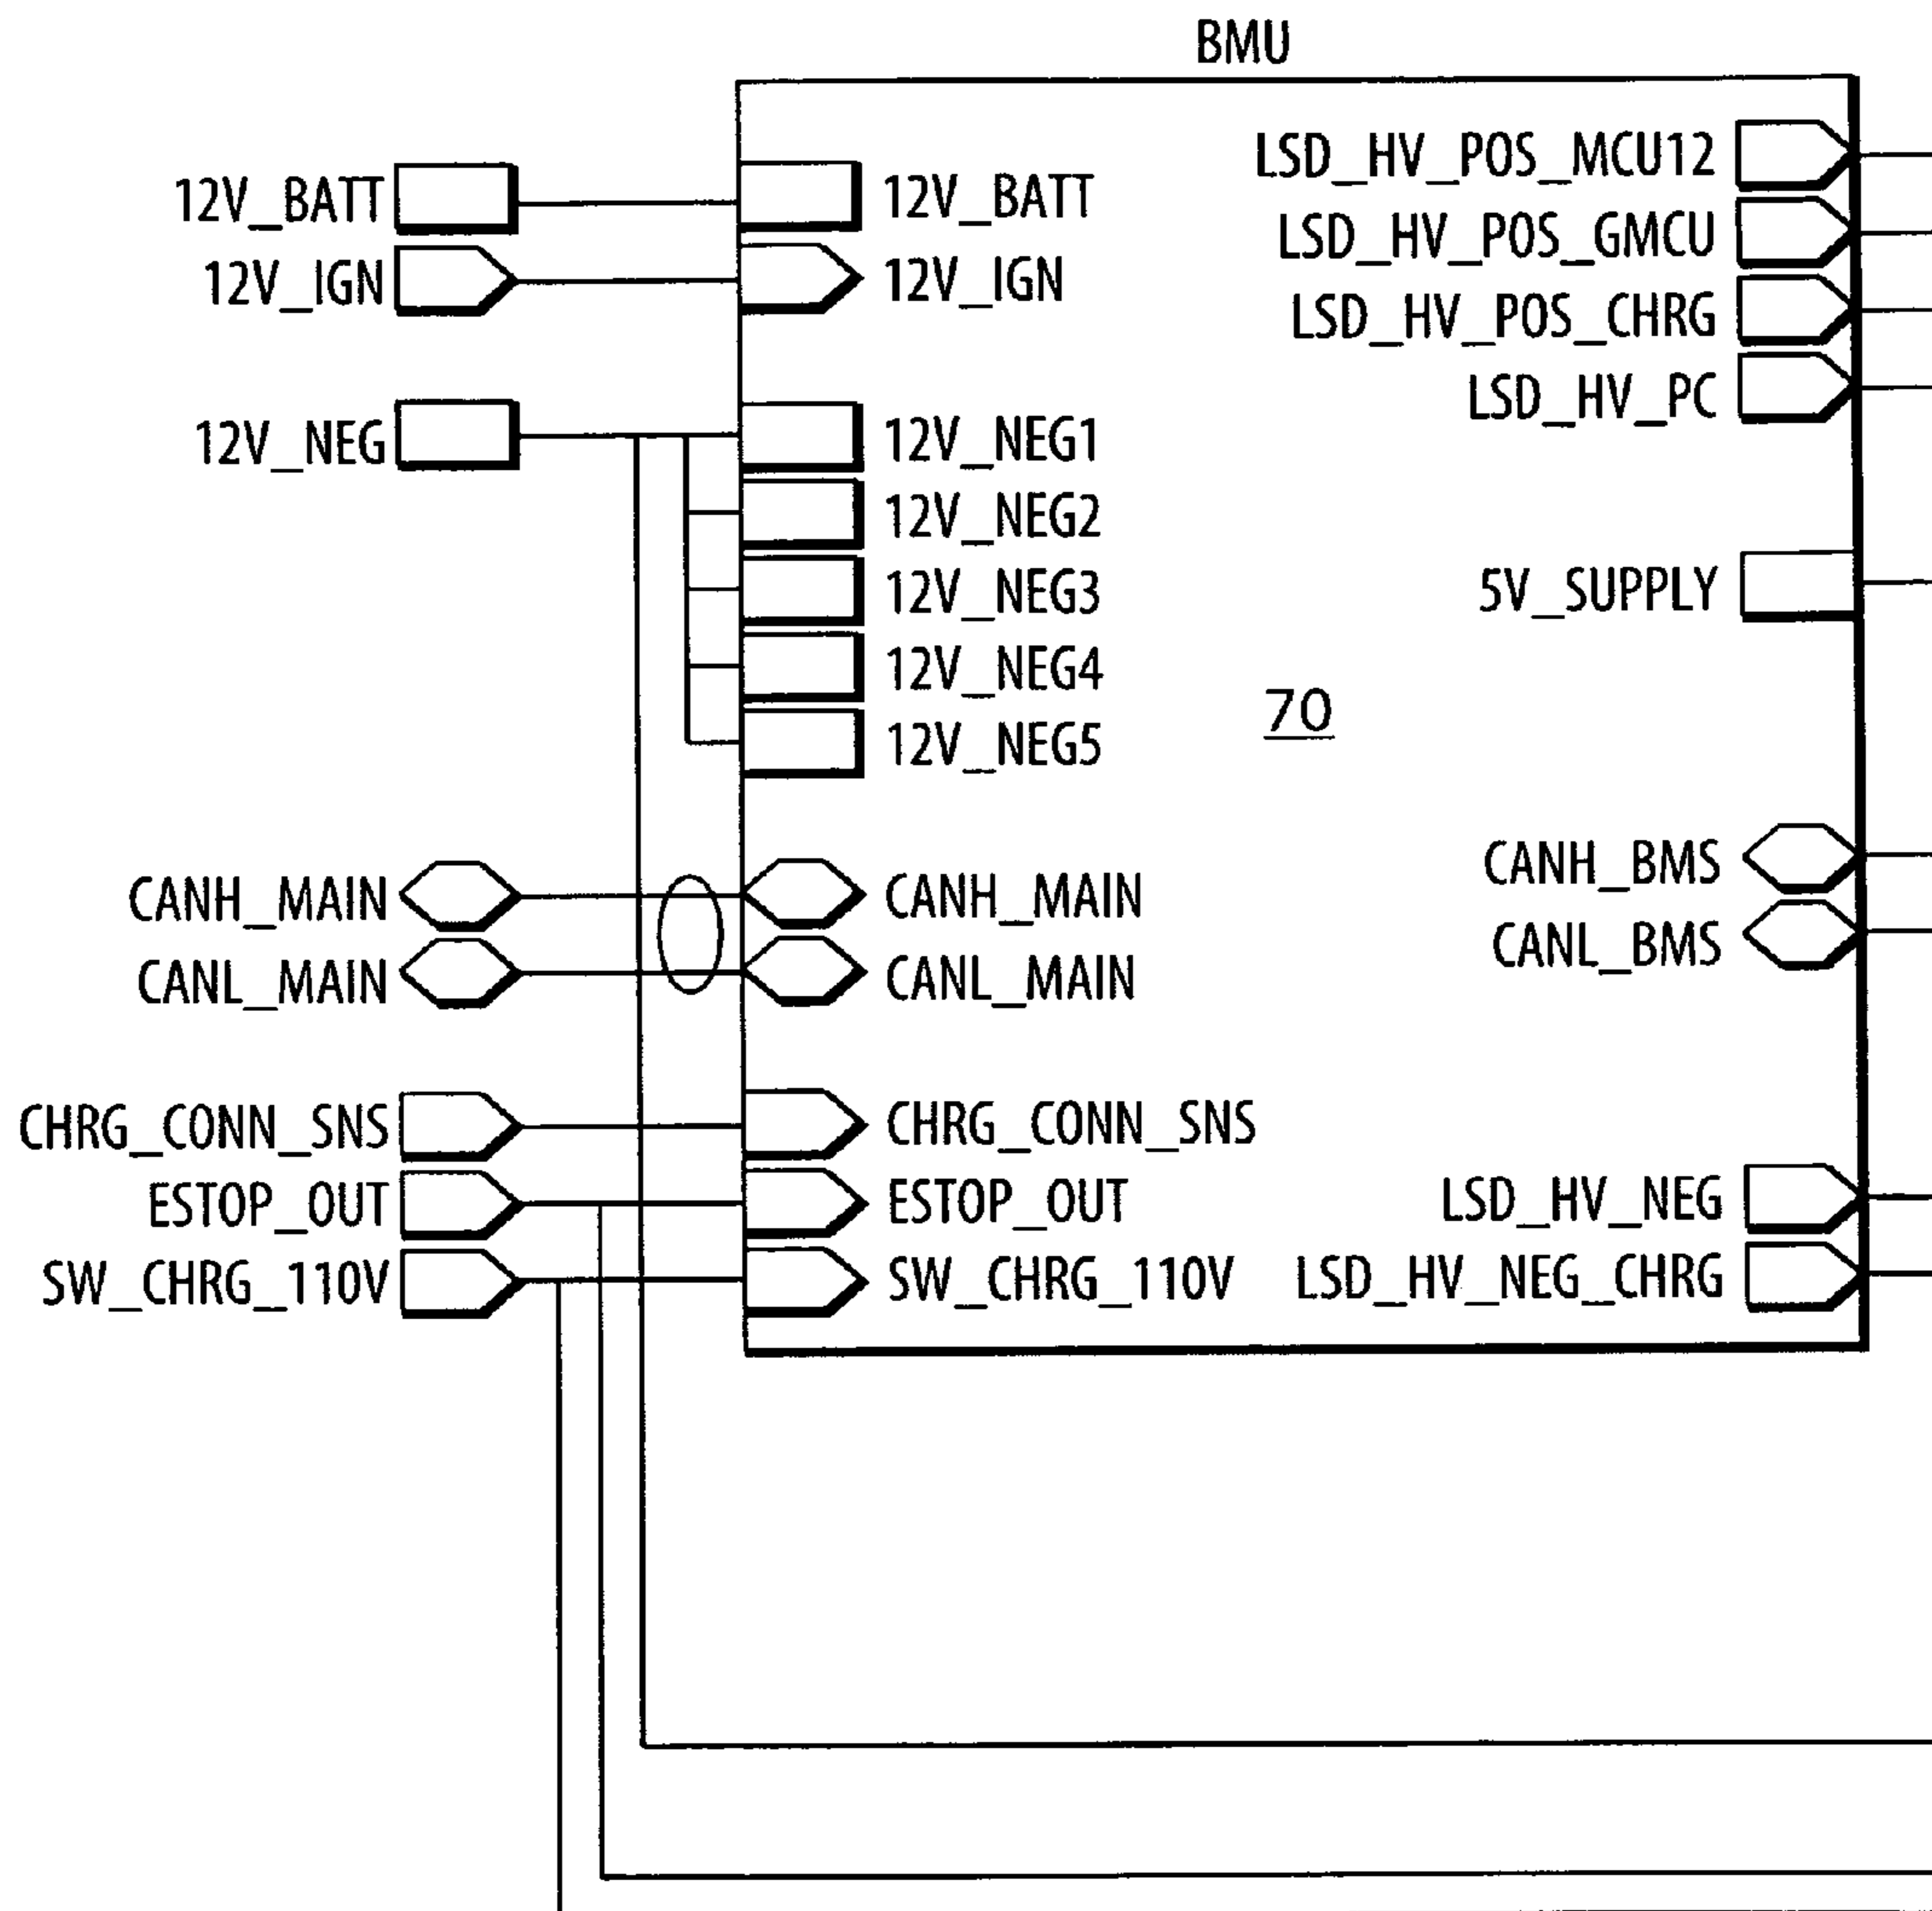 BMU
12V_BATT
12V_IGN
12V_NEG
CANH_MAIN
CANL_MAIN
CHRG_CONN_SNS
ESTOP_OUT
SW_CHRG_110V
12V_BATT
12V_IGN
12V_NEG1
12V_NEG2
12V_NEG3
12V_NEG4
12V_NEG5
CANH_MAIN
CANL_MAIN
CHRG_CONN_SNS
ESTOP_OUT
SW_CHRG_110V
70
LSD_HV_POS_MCU12
LSD_HV_POS_GMCU
LSD_HV_POS_CHRG
LSD_HV_PC
5V_SUPPLY
CANH_BMS
CANL_BMS
LSD_HV_NEG
LSD_HV_NEG_CHRG